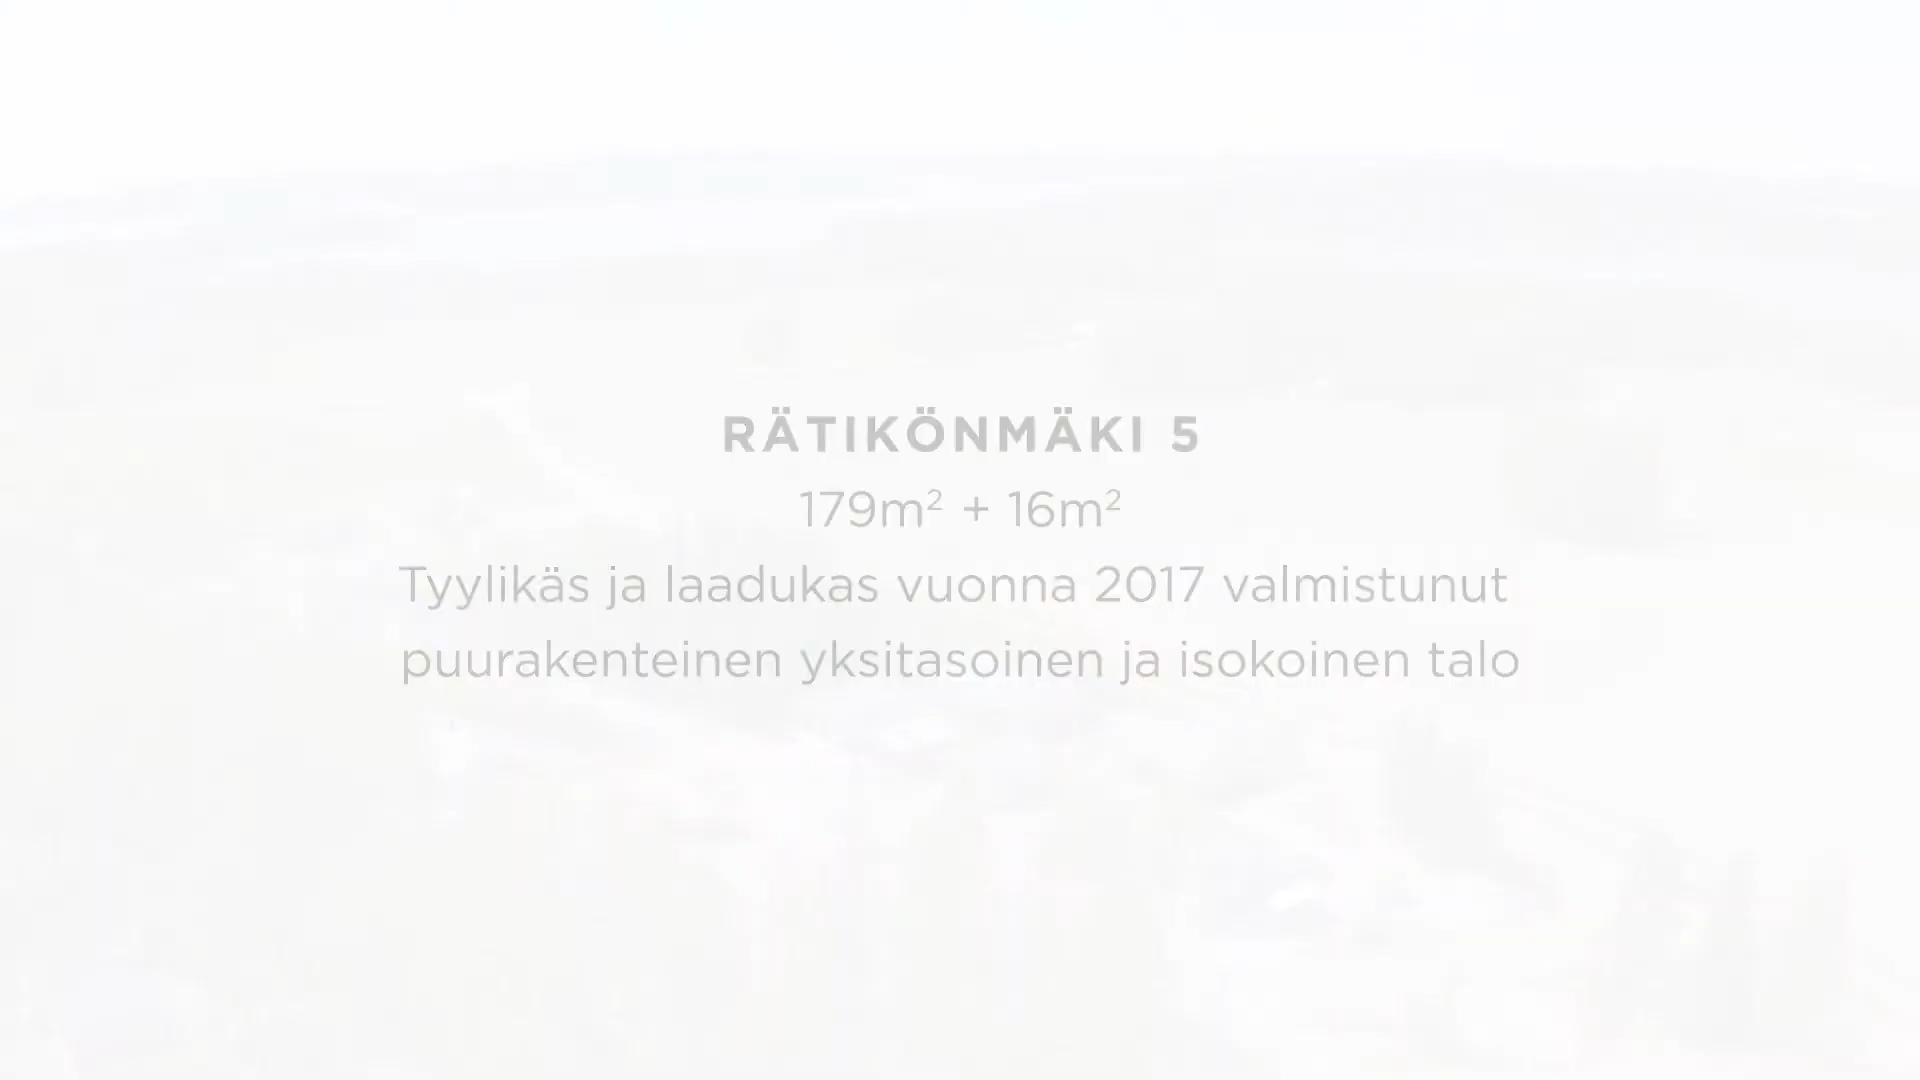 RÄTIKÖNMÄKI 5
179m² + 16m²
Tyylikäs ja laadukas vuonna 2017 valmistunut
puurakenteinen yksitasoinen ja isokoinen talo